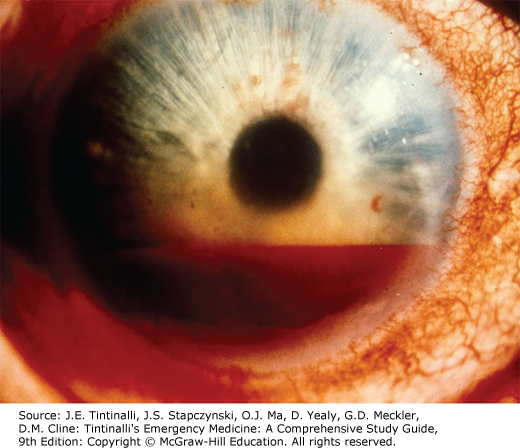 Source: J.E. Tintinalli, J.S. Stapczynski, O.J. Ma, D. Yealy, G.D. Meckler,
D.M. Cline: Tintinalli's Emergency Medicine: A Comprehensive Study Guide,
9th Edition: Copyright © McGraw-Hill Education. All rights reserved.